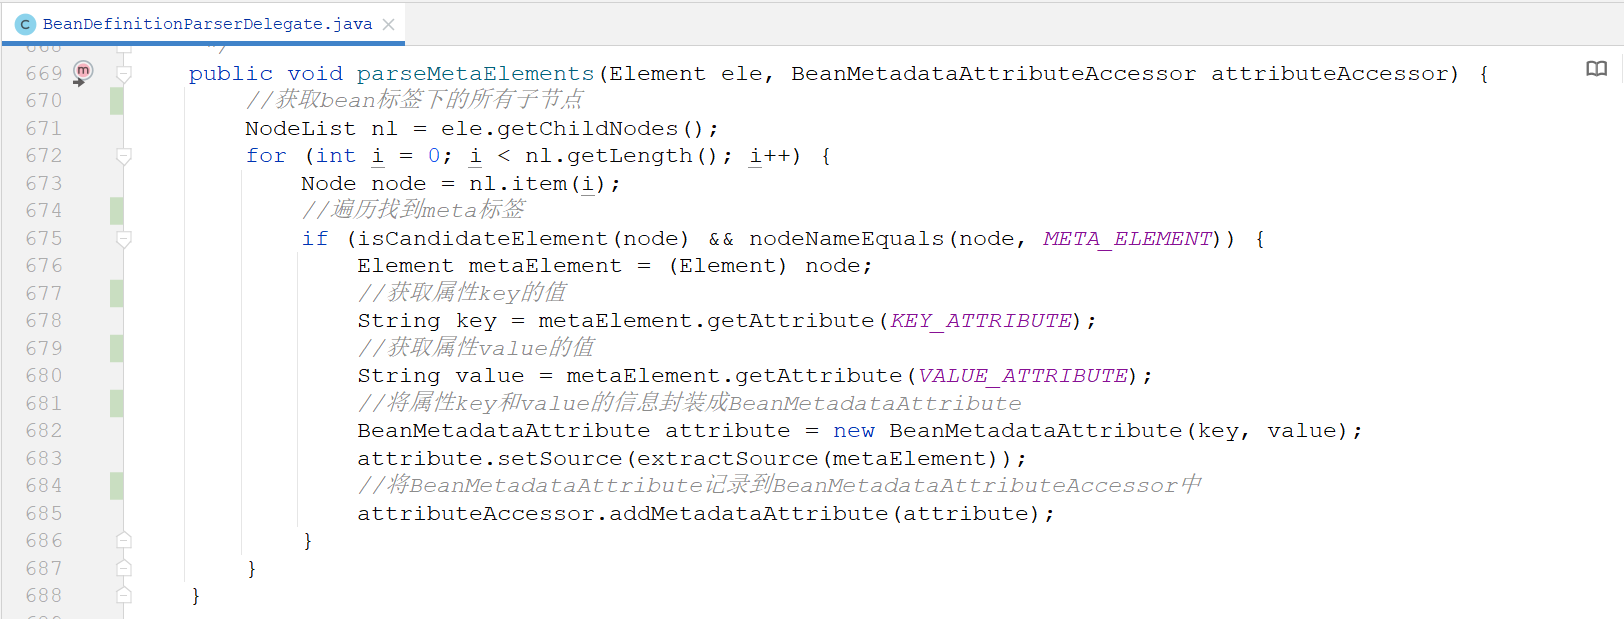 BeanDefinitionParserDelegate.java
669 public void parseMetaElements(Element ele, BeanMetadataAttributeAccessor attributeAccessor) {
670 //获取bean标签下的所有子节点
671 NodeList nl = ele.getChildNodes();
672 for (int i = 0; i < nl.getLength(); i++) {
673 Node node = nl.item(i);
674 //遍历找到meta标签
675 if (isCandidateElement(node) && nodeNameEquals(node, META_ELEMENT)) {
676 Element metaElement = (Element) node;
677 //获取属性key的值
678 String key = metaElement.getAttribute(KEY_ATTRIBUTE);
679 //获取属性value的值
680 String value = metaElement.getAttribute(VALUE_ATTRIBUTE);
681 //将属性key和value的信息封装成BeanMetadataAttribute
682 BeanMetadataAttribute attribute = new BeanMetadataAttribute(key, value);
683 attribute.setSource(extractSource(metaElement));
684 //将BeanMetadataAttribute记录到BeanMetadataAttributeAccessor中
685 attributeAccessor.addMetadataAttribute(attribute);
686 }
687 }
688 }